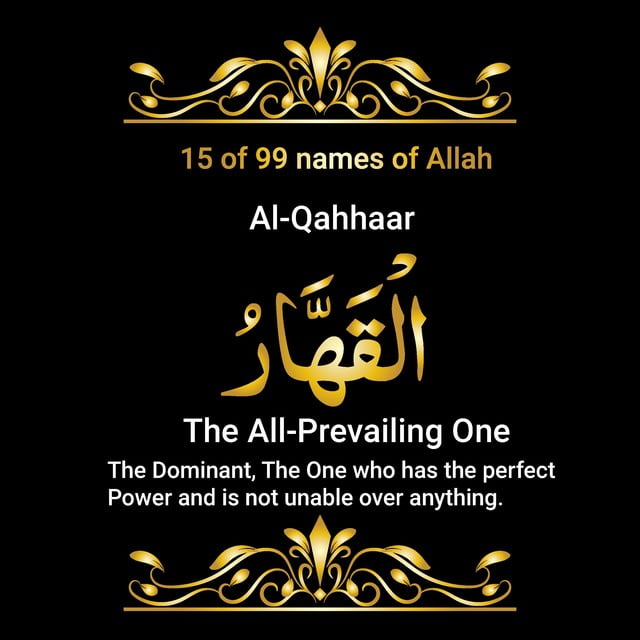 15 of 99 names of Allah
Al-Qahhaar
الْقَهَّارُ
The All-Prevailing One
The Dominant, The One who has the perfect
Power and is not unable over anything.